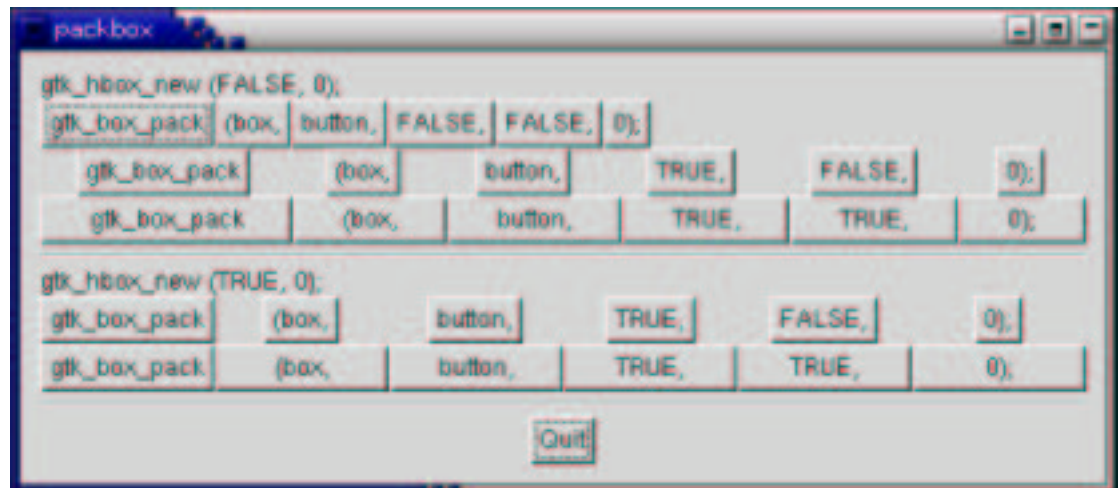 packbox
gtk_hbox_new (FALSE, 0);
gtk_box_pack (box, button, FALSE, FALSE, 0);
gtk_box_pack (box, button, TRUE, FALSE, 0);
gtk_box_pack (box, button, TRUE, TRUE, 0);
gtk_hbox_new (TRUE, 0);
gtk_box_pack (box, button, TRUE, FALSE, 0);
gtk_box_pack (box, button, TRUE, TRUE, 0);
Quit